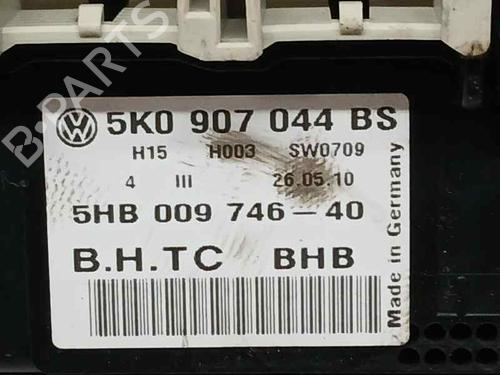 5K0 907 044 BS
H15 H003 SW0709
4 III 26.05.10
5HB 009 746-40
B.H.TC BHB
Made in Germany
B-PARTS